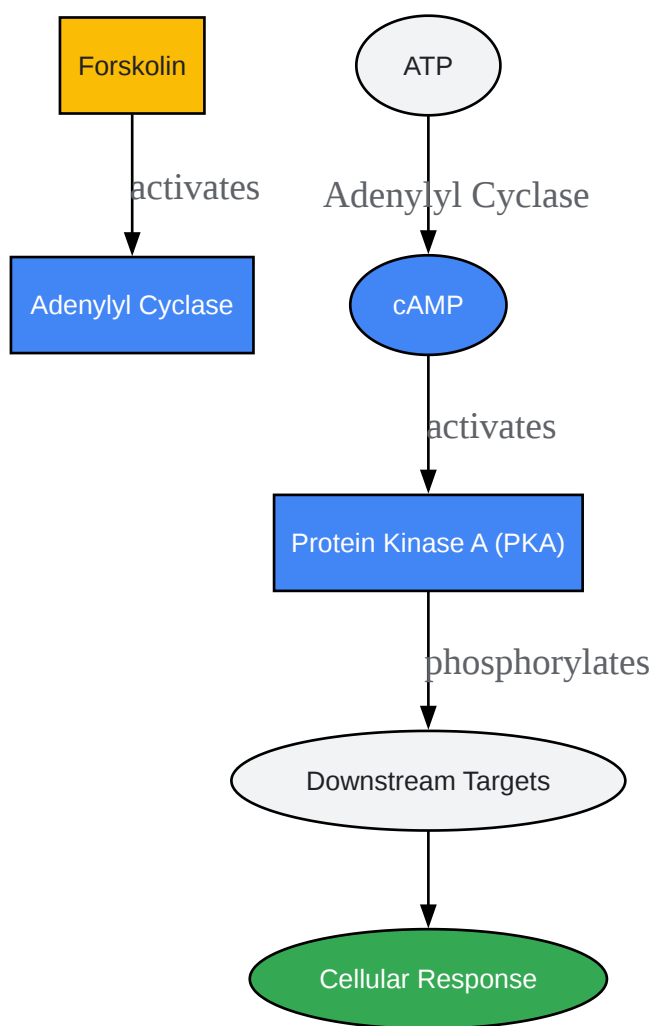 Forskolin
ATP
activates
Adenylyl Cyclase
Adenylyl Cyclase
cAMP
activates
Protein Kinase A (PKA)
phosphorylates
Downstream Targets
Cellular Response